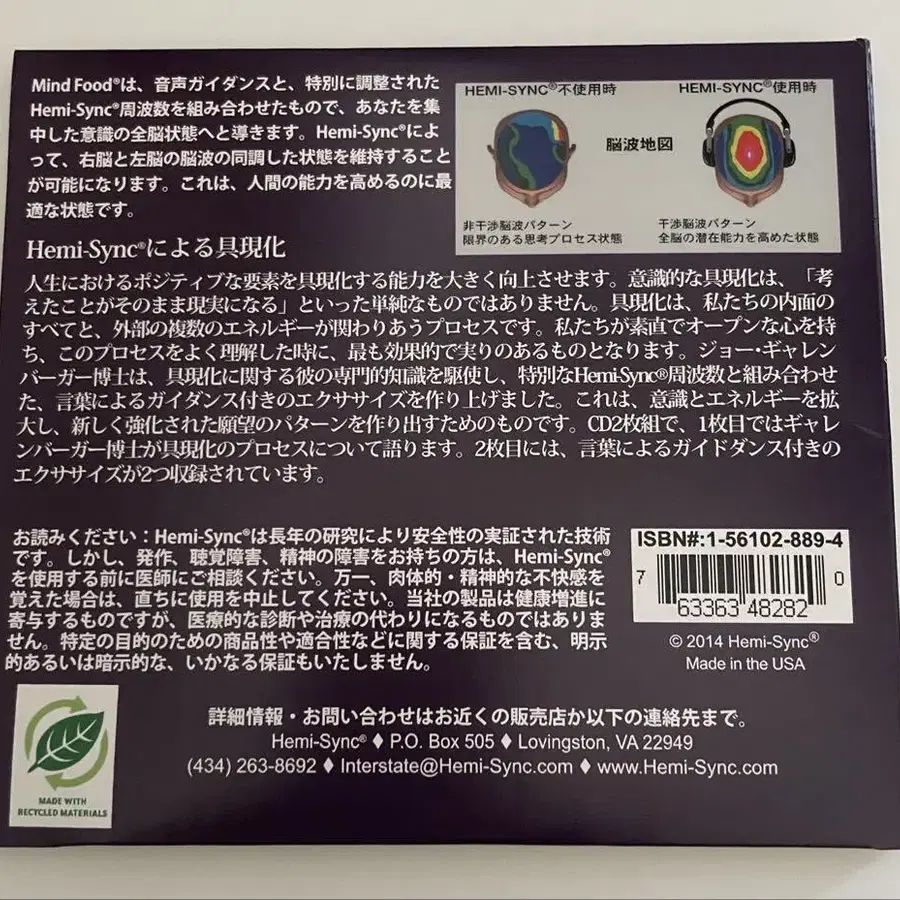 Mind Food®は、音声ガイダンスと、特別に調整された
Hemi-Sync®周波数を組み合わせたもので、あなたを集
中した意識の全脳状態へと導きます。Hemi-Sync®によ
って、右脳と左脳の脳波の同調した状態を維持すること
が可能になります。これは、人間の能力を高めるのに最
適な状態です。
HEMI-SYNC®不使用時
HEMI-SYNC®使用時
脳波地図
非干渉脳波パターン
限界のある思考プロセス状態
干渉脳波パターン
全脳の潜在能力を高めた状態
Hemi-Sync®による具現化
人生におけるポジティブな要素を具現化する能力を大きく向上させます。意識的な具現化は、「考
えたことがそのまま現実になる」といった単純なものではありません。具現化は、私たちの内面の
すべてと、外部の複数のエネルギーが関わりあうプロセスです。私たちが素直でオープンな心を持
ち、このプロセスをよく理解した時に、最も効果的で実りのあるものとなります。ジョー・ギャレン
バーガー博士は、具現化に関する彼の専門的知識を駆使し、特別なHemi-Sync®周波数と組み合わせ
た、言葉によるガイダンス付きのエクササイズを作り上げました。これは、意識とエネルギーを拡
大し、新しく強化された願望のパターンを作り出すためのものです。CD2枚組で、1枚目ではギャレ
ンバーガー博士が具現化のプロセスについて語ります。2枚目には、言葉によるガイドダンス付きの
エクササイズが2つ収録されています。
お読みください：Hemi-Sync®は長年の研究により安全性の実証された技術
です。しかし、発作、聴覚障害、精神の障害をお持ちの方は、Hemi-Sync®
を使用する前に医師にご相談ください。万一、肉体的・精神的な不快感を
覚えた場合は、直ちに使用を中止してください。当社の製品は健康増進に
寄与するものですが、医療的な診断や治療の代わりになるものではありま
せん。特定の目的のための商品性や適合性などに関する保証を含む、明示
的あるいは暗示的な、いかなる保証もいたしません。
ISBN#:1-56102-889-4
7 63363 48282 0
© 2014 Hemi-Sync®
Made in the USA
MADE WITH
RECYCLED MATERIALS
詳細情報・お問い合わせはお近くの販売店か以下の連絡先まで。
Hemi-Sync® ♦ P.O. Box 505 ♦ Lovingston, VA 22949
(434) 263-8692 ♦ Interstate@Hemi-Sync.com ♦ www.Hemi-Sync.com